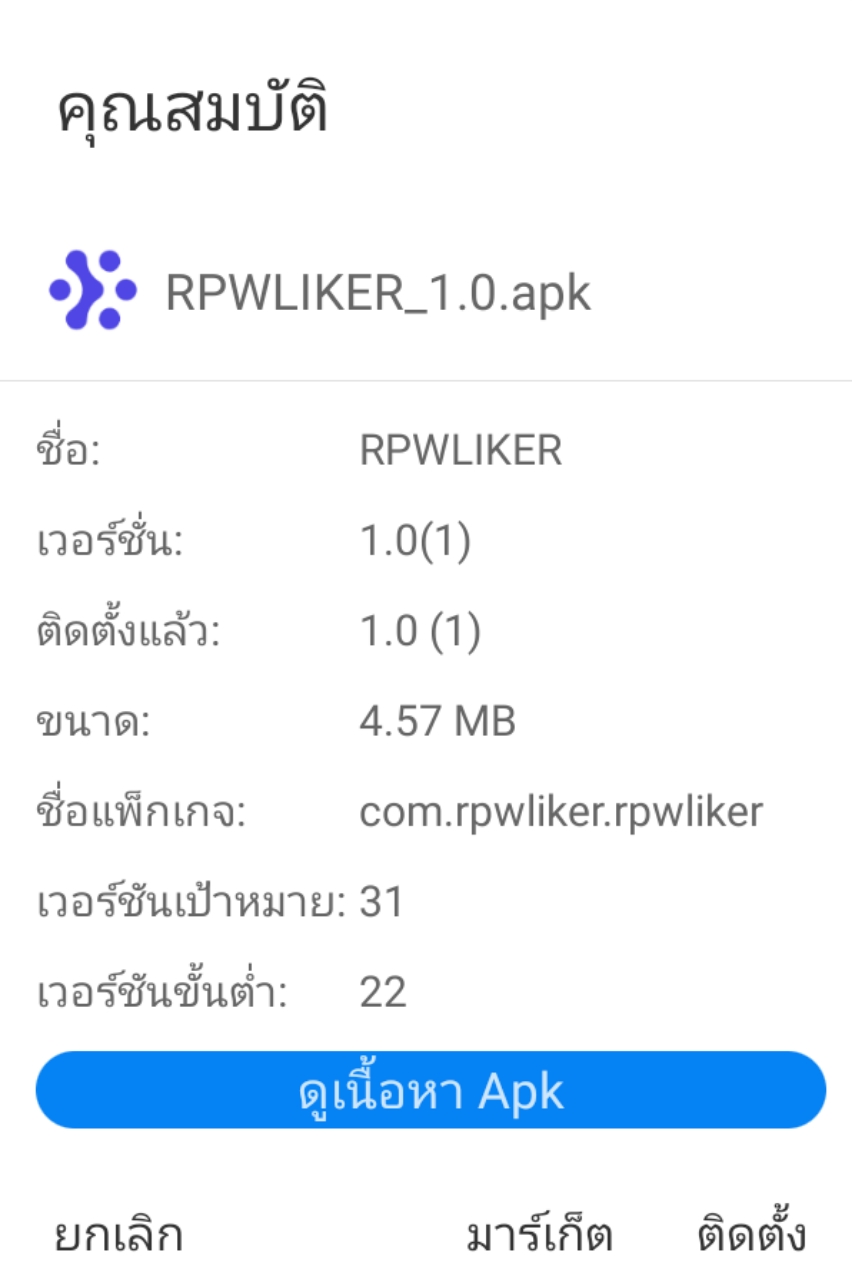 คุณสมบัติ
RPWLIKER_1.0.apk
ชื่อ: RPWLIKER
เวอร์ชั่น: 1.0(1)
ติดตั้งแล้ว: 1.0 (1)
ขนาด: 4.57 MB
ชื่อแพ็กเกจ: com.rpwliker.rpwliker
เวอร์ชันเป้าหมาย: 31
เวอร์ชันขั้นต่ำ: 22
ดูเนื้อหา Apk
ยกเลิก มาร์เก็ต ติดตั้ง